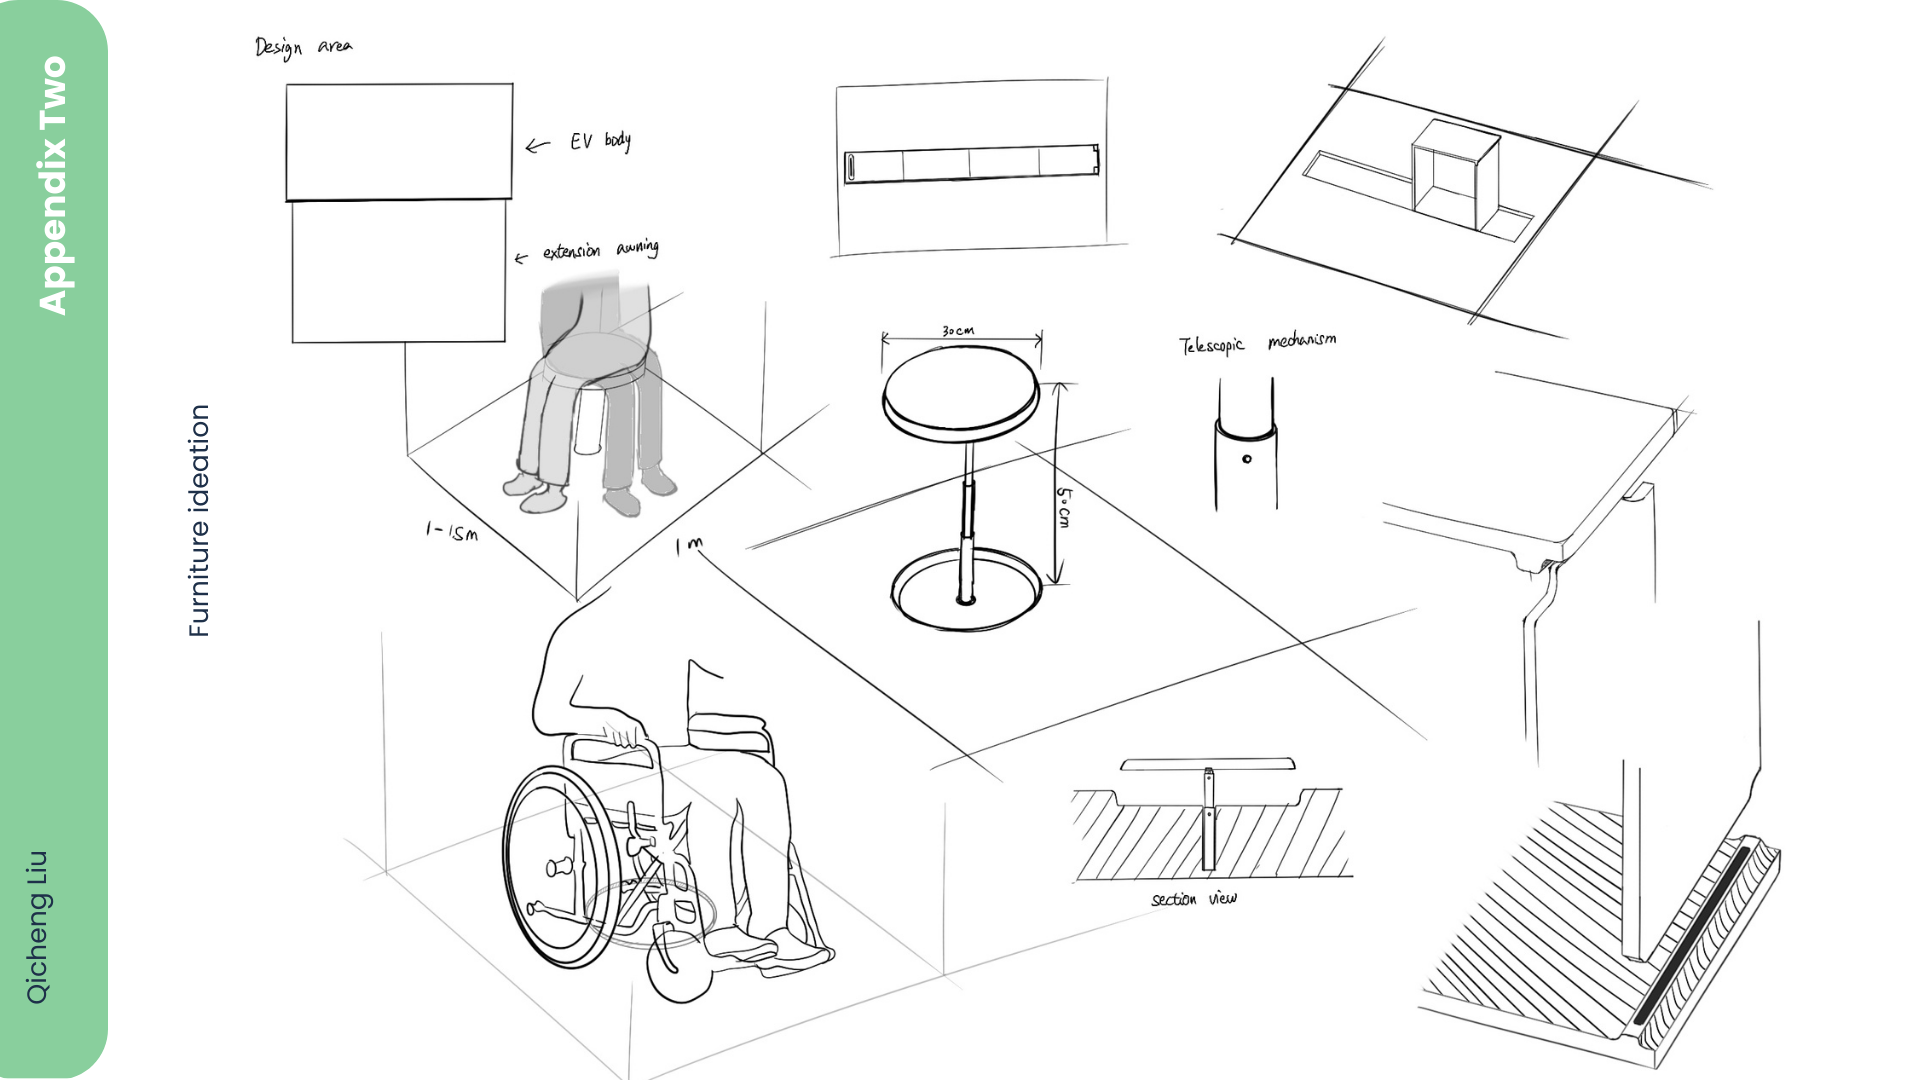 Appendix Two
Qicheng Liu
Furniture ideation
Design area
EV body
extension awning
1-1.5m
1m
30cm
50cm
Telescopic mechanism
section view